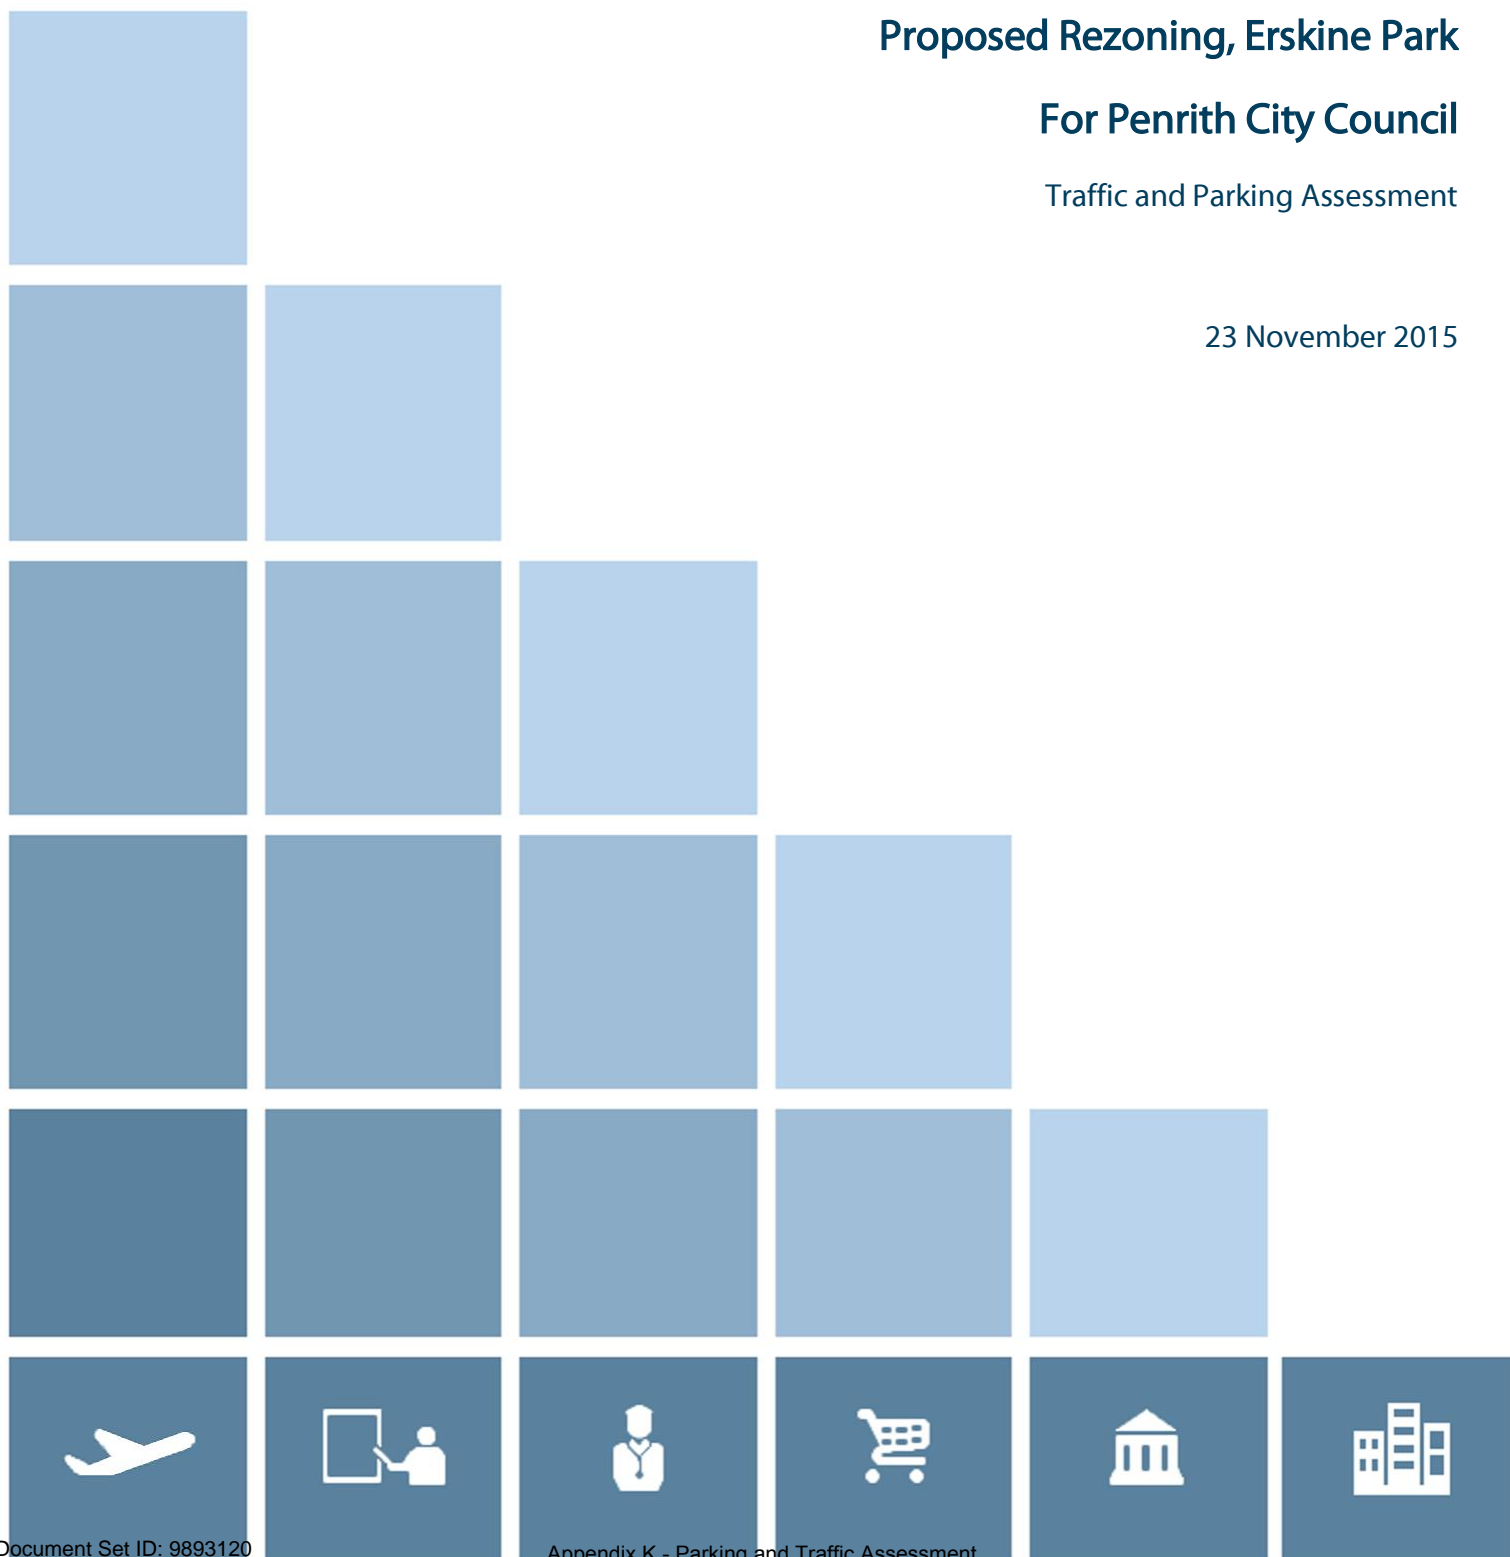 Proposed Rezoning, Erskine Park
For Penrith City Council
Traffic and Parking Assessment
23 November 2015
Document Set ID: 9893120
Appendix K - Parking and Traffic Assessment